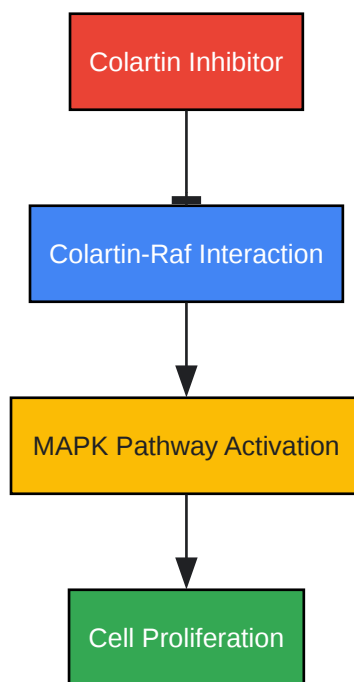 Colartin Inhibitor
Colartin-Raf Interaction
MAPK Pathway Activation
Cell Proliferation